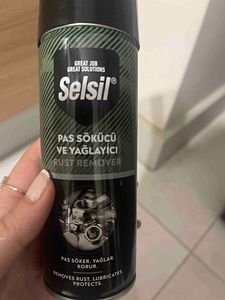 GREAT JOB
GREAT SOLUTIONS
Selsil®
PAS SÖKÜCÜ
VE YAĞLAYICI
RUST REMOVER
PAS SÖKER. YAĞLAR.
KORUR.
REMOVES RUST. LUBRICATES.
PROTECTS.